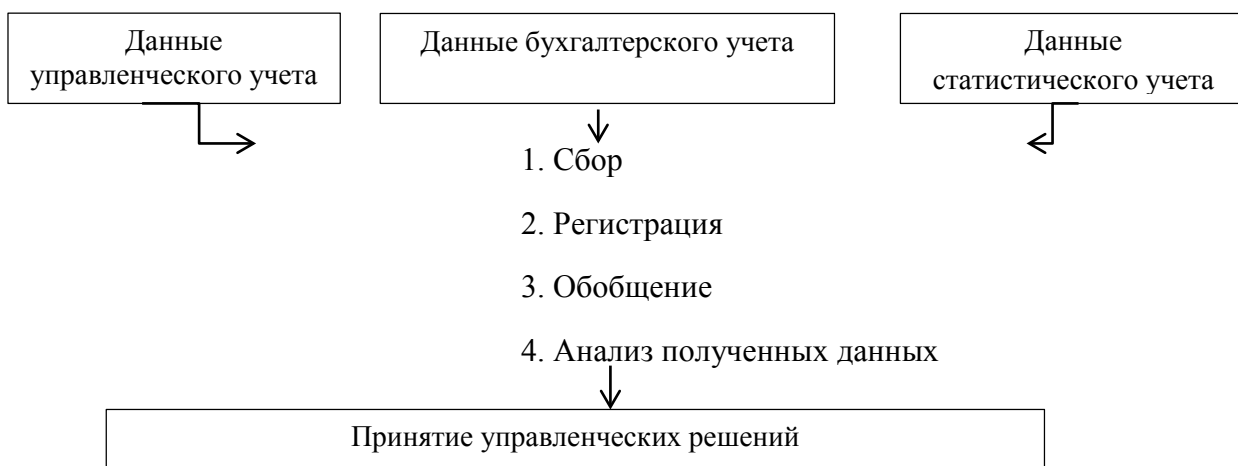 Данные
управленческого учета
Данные бухгалтерского учета
Данные
статистического учета
1. Сбор
2. Регистрация
3. Обобщение
4. Анализ полученных данных
Принятие управленческих решений